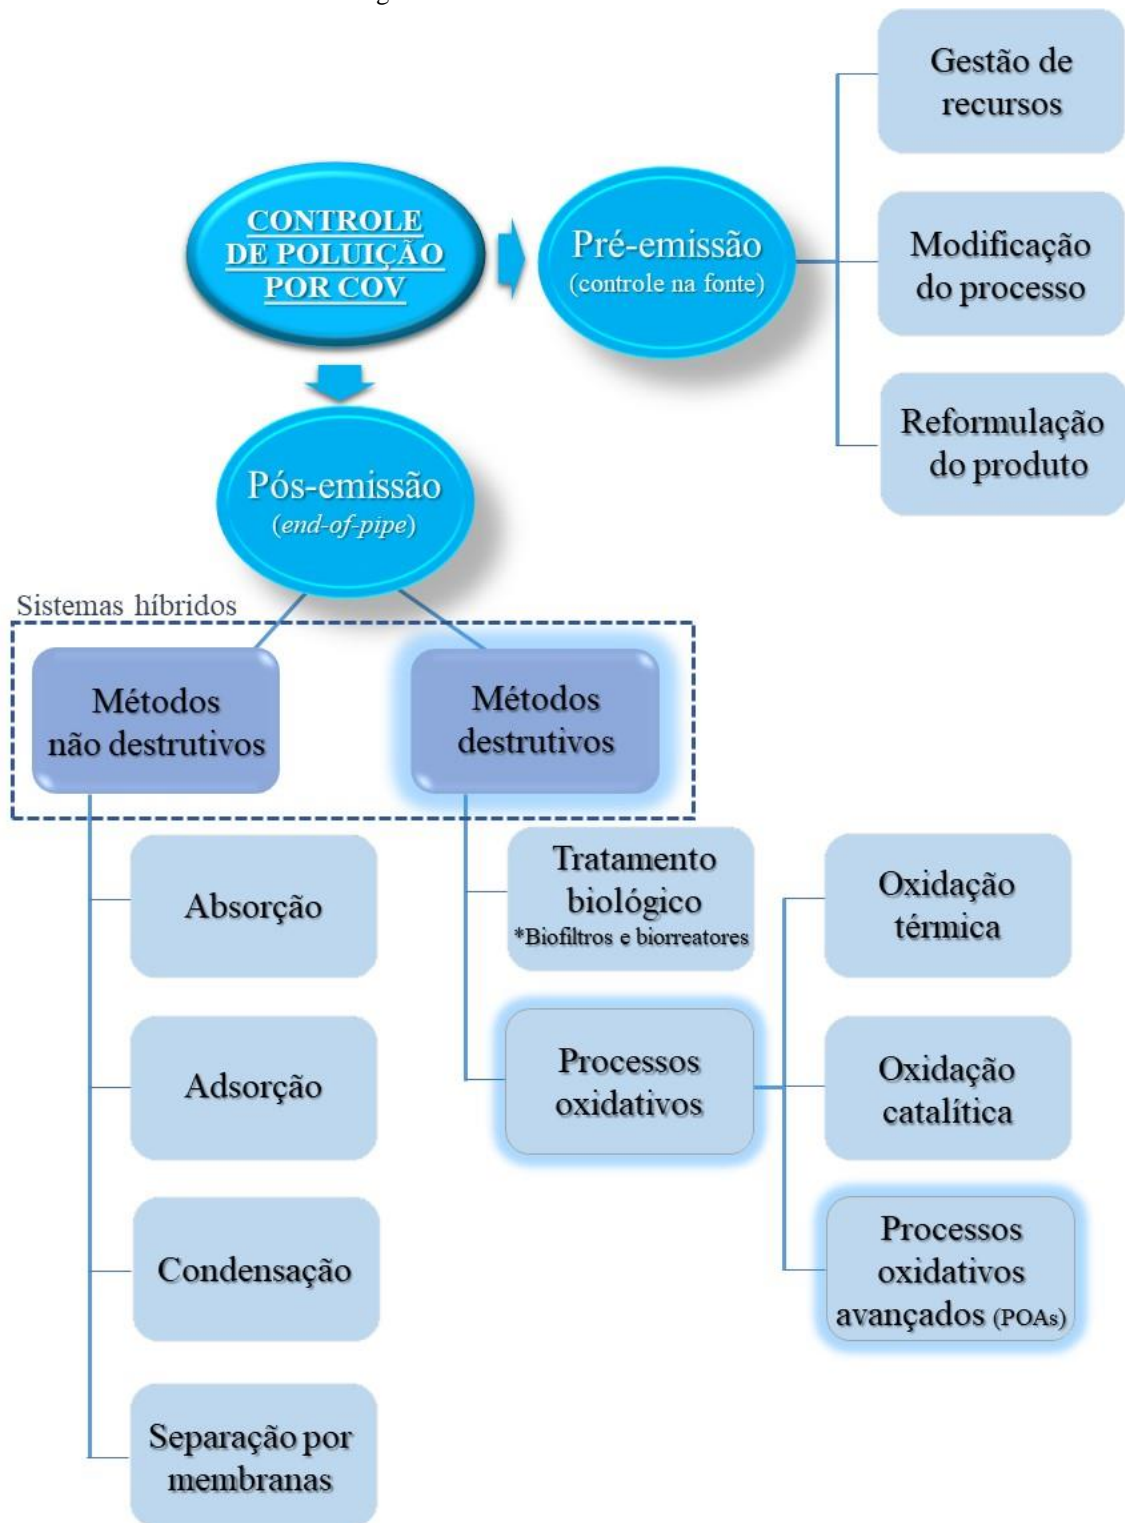 Gestão de
recursos
CONTROLE
DE POLUIÇÃO
POR COV
Pré-emissão
(controle na fonte)
Modificação
do processo
Reformulação
do produto
Pós-emissão
(end-of-pipe)
Sistemas híbridos
Métodos
não destrutivos
Métodos
destrutivos
Absorção
Adsorção
Condensação
Separação por
membranas
Tratamento
biológico
*Biofiltros e biorreatores
Processos
oxidativos
Oxidação
térmica
Oxidação
catalítica
Processos
oxidativos
avançados (POAs)